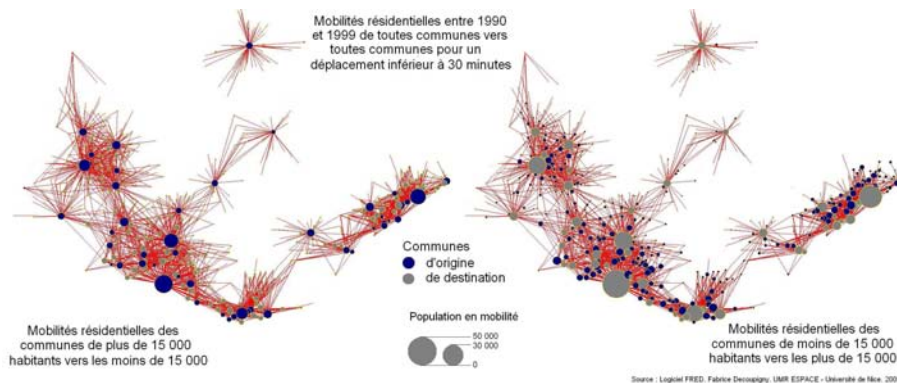 Mobilités résidentielles entre 1990
et 1999 de toutes communes vers
toutes communes pour un
déplacement inférieur à 30 minutes
Communes
d'origine
de destination
Population en mobilité
50 000
30 000
0
Mobilités résidentielles des
communes de plus de 15 000
habitants vers les moins de 15 000
Mobilités résidentielles des
communes de moins de 15 000
habitants vers les plus de 15 000
Source : Logiciel FRED, Fabrice Decoupigny, UMR ESPACE - Université de Nice.